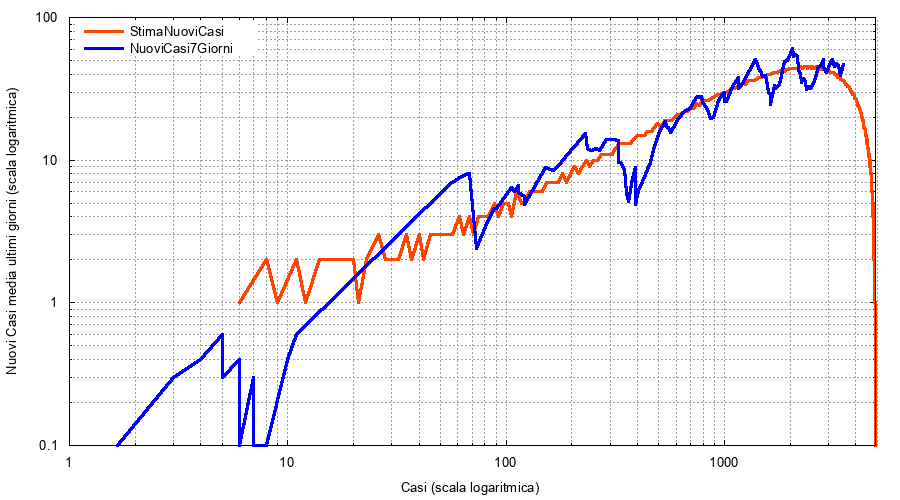 100
StimaNuoviCasi
NuoviCasi7Giorni
10
1
0.1
Nuovi Casi media ultimi giorni (scala logaritmica)
1
10
100
1000
Casi (scala logaritmica)